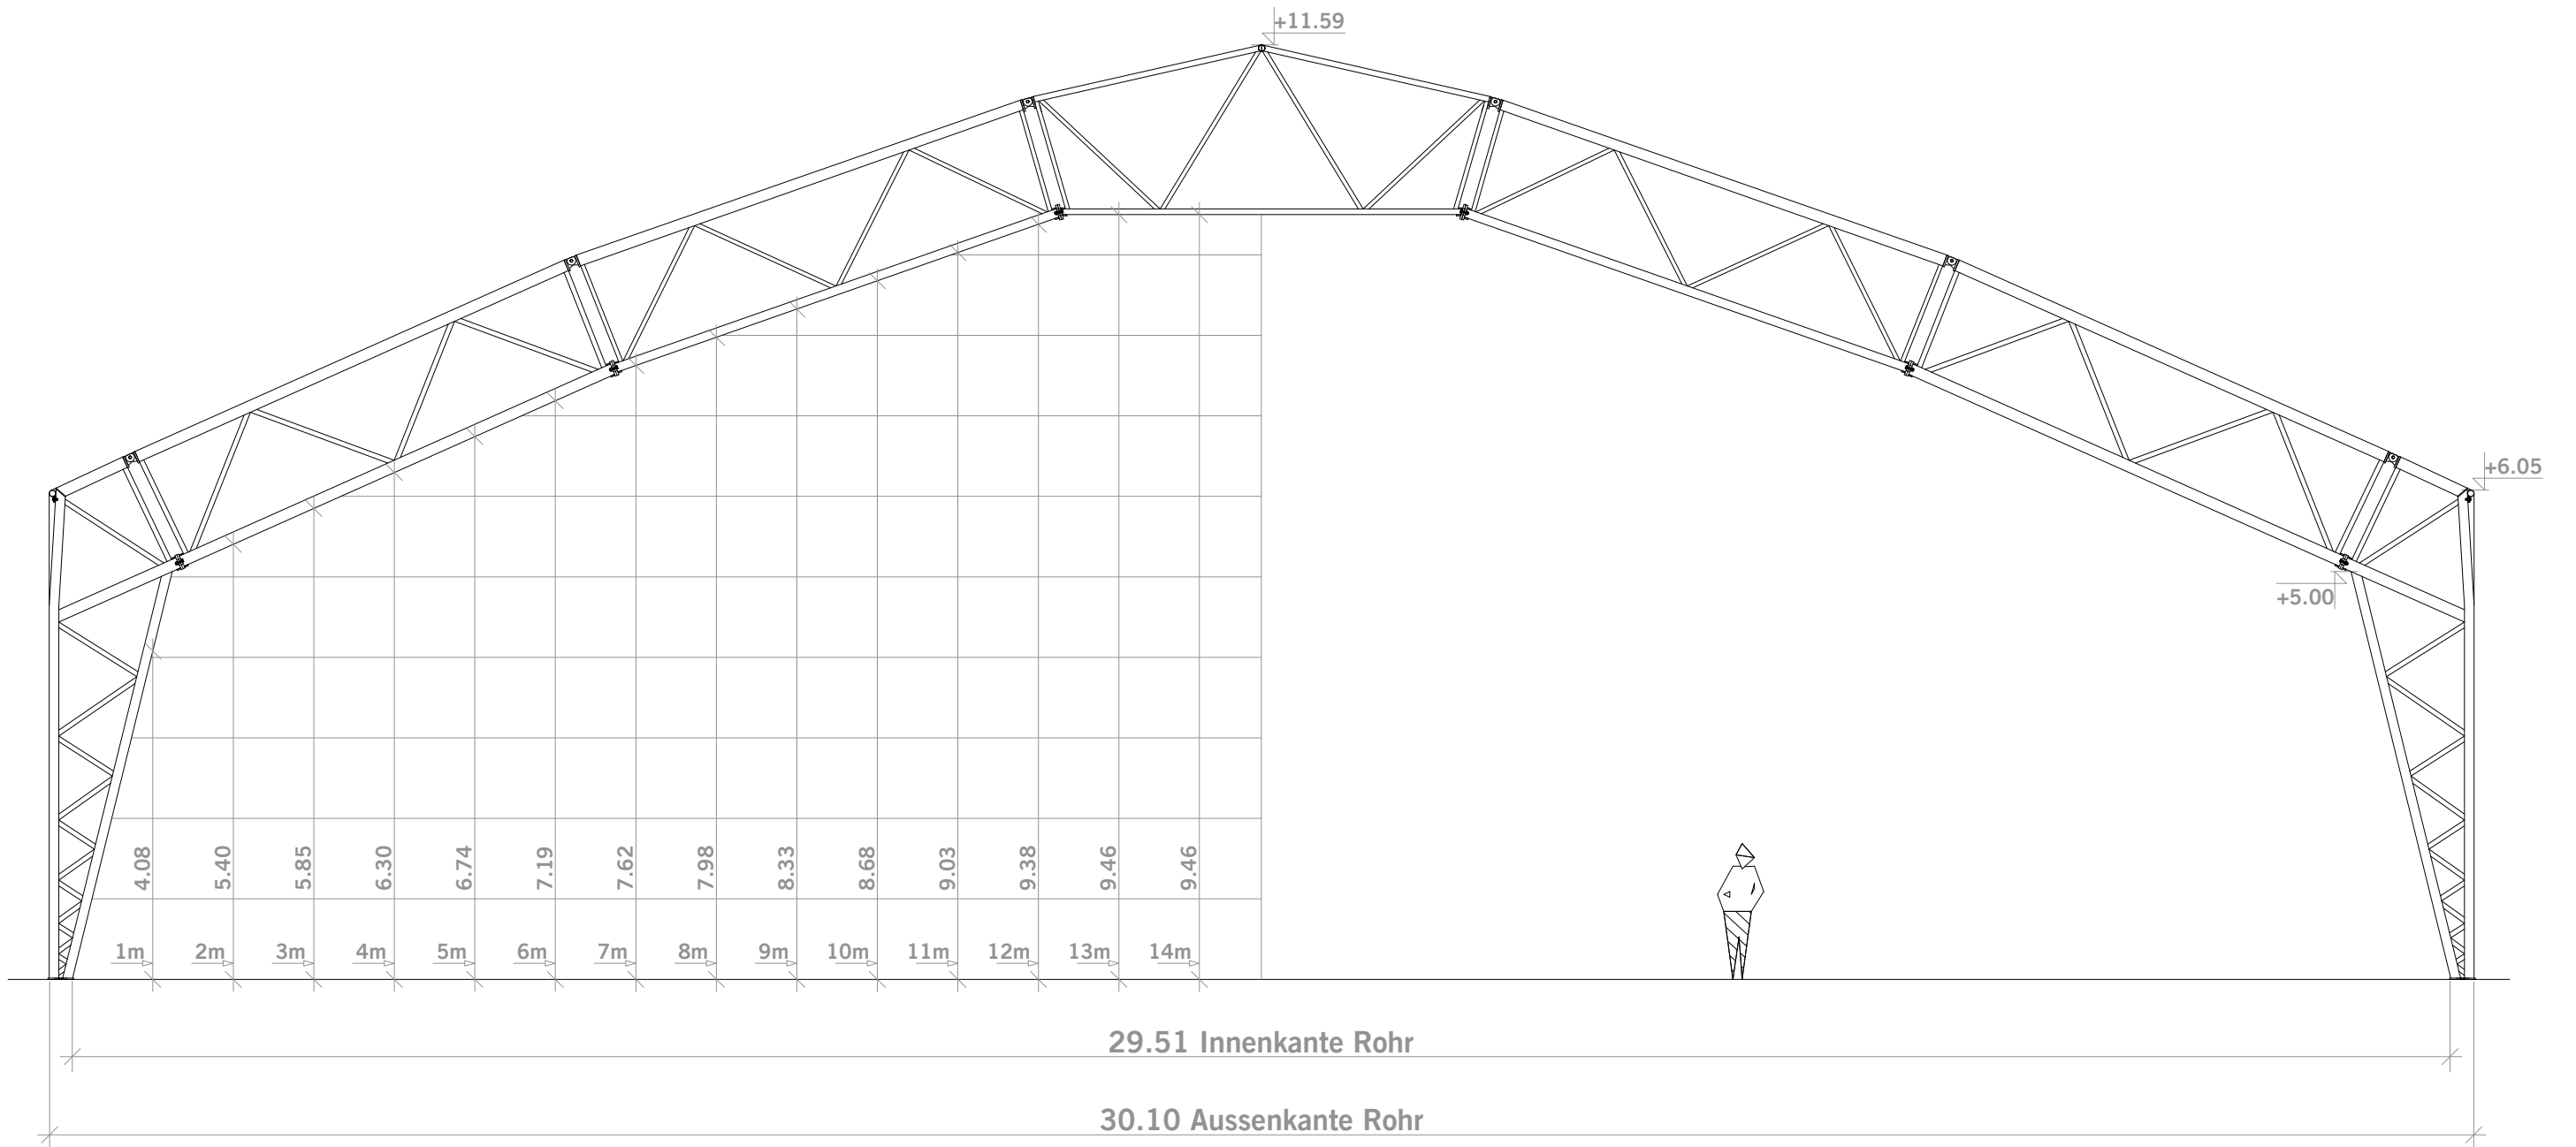 +11.59
+6.05
+5.00
4.08 5.40 5.85 6.30 6.74 7.19 7.62 7.98 8.33 8.68 9.03 9.38 9.46 9.46
1m 2m 3m 4m 5m 6m 7m 8m 9m 10m 11m 12m 13m 14m
29.51 Innenkante Rohr
30.10 Aussenkante Rohr